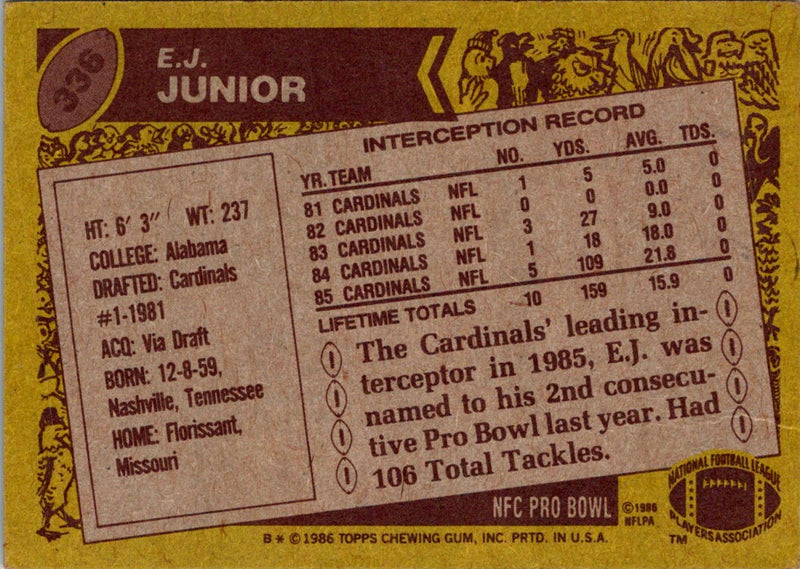 336
E.J.
JUNIOR
HT: 6' 3" WT: 237
COLLEGE: Alabama
DRAFTED: Cardinals
#1-1981
ACQ: Via Draft
BORN: 12-8-59,
Nashville, Tennessee
HOME: Florissant,
Missouri
INTERCEPTION RECORD
YR. TEAM NO. YDS. AVG. TDS.
81 CARDINALS NFL 1 5 5.0 0
82 CARDINALS NFL 0 0 0.0 0
83 CARDINALS NFL 3 27 9.0 0
84 CARDINALS NFL 1 18 18.0 0
85 CARDINALS NFL 5 109 21.8 0
LIFETIME TOTALS 10 159 15.9 0
The Cardinals' leading in-
terceptor in 1985, E.J. was
named to his 2nd consecu-
tive Pro Bowl last year. Had
106 Total Tackles.
NFC PRO BOWL
©1986
NFLPA
NATIONAL FOOTBALL LEAGUE
PLAYERS ASSOCIATION
TM
B* © 1986 TOPPS CHEWING GUM, INC. PRTD. IN U.S.A.